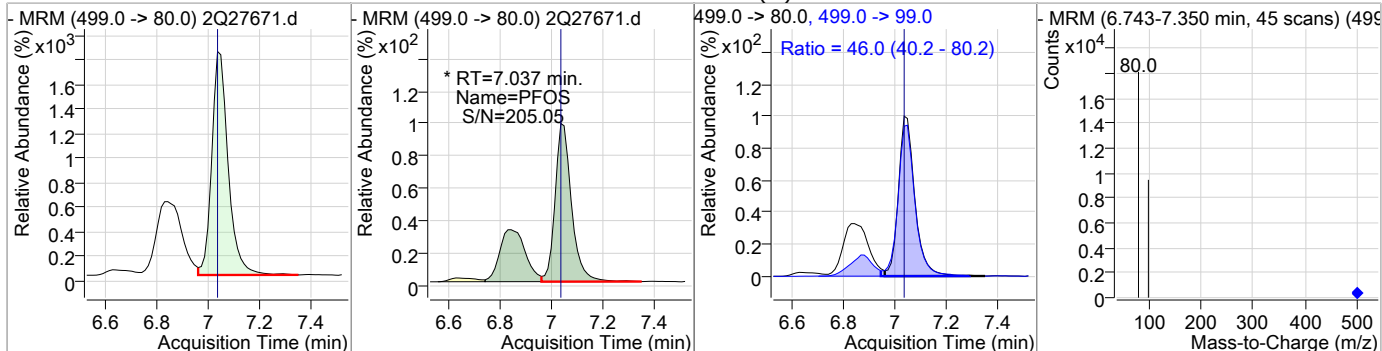 - MRM (499.0 -> 80.0) 2Q27671.d
x10³
Relative Abundance (%)
1.6
1.4
1.2
1
0.8
0.6
0.4
0.2
0
6.6 6.8 7 7.2 7.4
Acquisition Time (min)
- MRM (499.0 -> 80.0) 2Q27671.d
x10²
Relative Abundance (%)
* RT=7.037 min.
Name=PFOS
S/N=205.05
1.2
1
0.8
0.6
0.4
0.2
0
6.6 6.8 7 7.2 7.4
Acquisition Time (min)
499.0 -> 80.0, 499.0 -> 99.0
x10²
Relative Abundance (%)
Ratio = 46.0 (40.2 - 80.2)
1.2
1
0.8
0.6
0.4
0.2
0
6.6 6.8 7 7.2 7.4
Acquisition Time (min)
- MRM (6.743-7.350 min, 45 scans) (499
x10⁴
Counts
80.0
1.6
1.4
1.2
1
0.8
0.6
0.4
0.2
0
100 200 300 400 500
Mass-to-Charge (m/z)